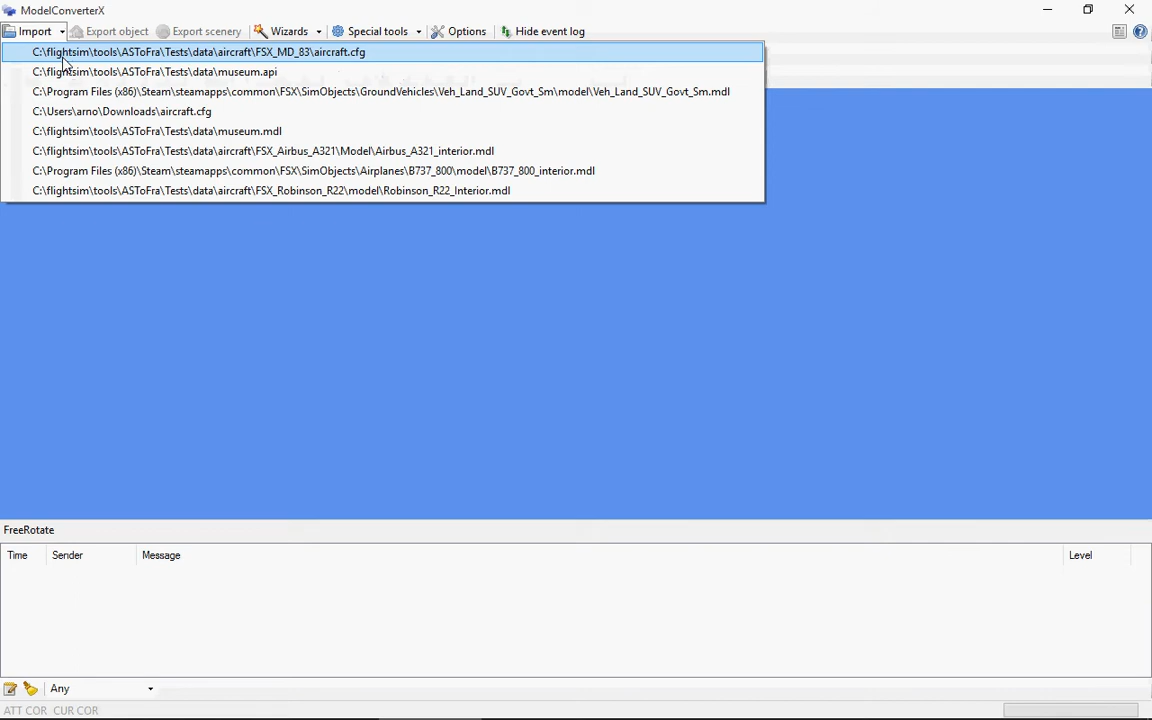 ModelConverterX
Import Export object Export scenery Wizards Special tools Options Hide event log
C:\flightsim\tools\ASToFra\Tests\data\aircraft\FSX_MD_83\aircraft.cfg
C:\flightsim\tools\ASToFra\Tests\data\museum.api
C:\Program Files (x86)\Steam\steamapps\common\FSX\SimObjects\GroundVehicles\Veh_Land_SUV_Govt_Sm\model\Veh_Land_SUV_Govt_Sm.mdl
C:\Users\arno\Downloads\aircraft.cfg
C:\flightsim\tools\ASToFra\Tests\data\museum.mdl
C:\flightsim\tools\ASToFra\Tests\data\aircraft\FSX_Airbus_A321\Model\Airbus_A321_interior.mdl
C:\Program Files (x86)\Steam\steamapps\common\FSX\SimObjects\Airplanes\B737_800\model\B737_800_interior.mdl
C:\flightsim\tools\ASToFra\Tests\data\aircraft\FSX_Robinson_R22\model\Robinson_R22_Interior.mdl
FreeRotate
Time Sender Message Level
Any
ATT COR CUR COR